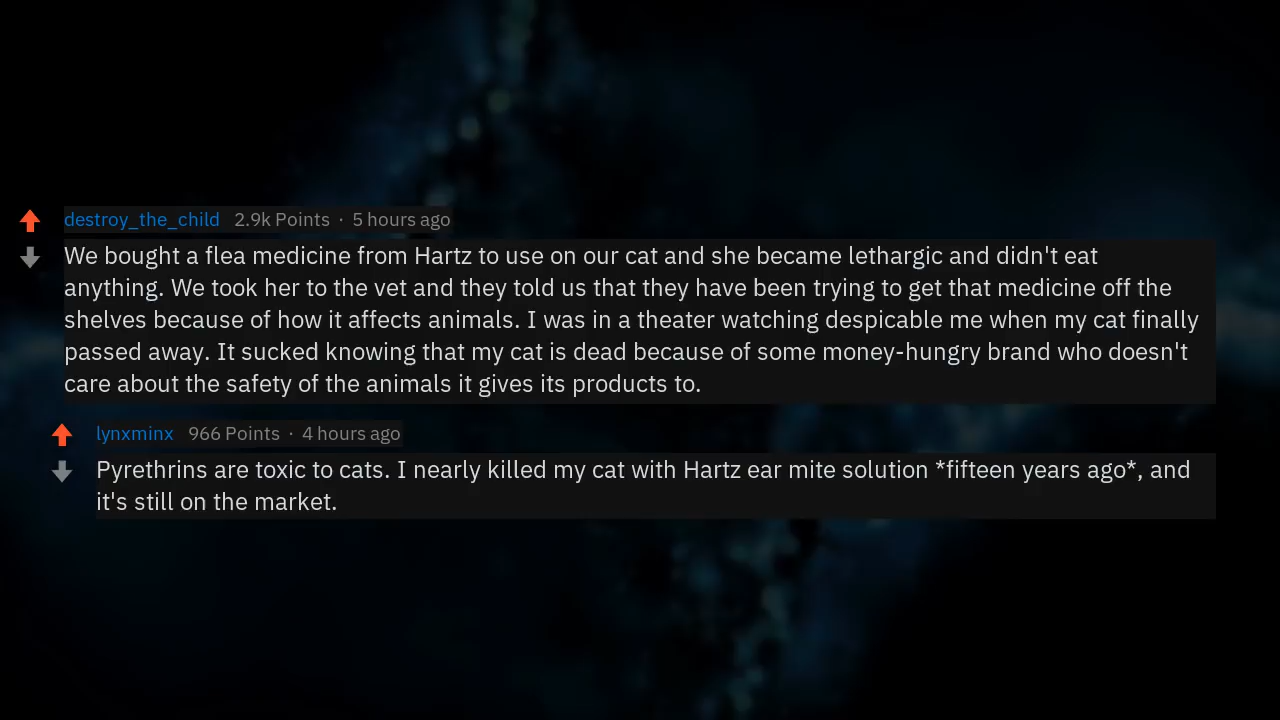 destroy_the_child 2.9k Points · 5 hours ago
We bought a flea medicine from Hartz to use on our cat and she became lethargic and didn't eat
anything. We took her to the vet and they told us that they have been trying to get that medicine off the
shelves because of how it affects animals. I was in a theater watching despicable me when my cat finally
passed away. It sucked knowing that my cat is dead because of some money-hungry brand who doesn't
care about the safety of the animals it gives its products to.
lynxminx 966 Points · 4 hours ago
Pyrethrins are toxic to cats. I nearly killed my cat with Hartz ear mite solution *fifteen years ago*, and
it's still on the market.